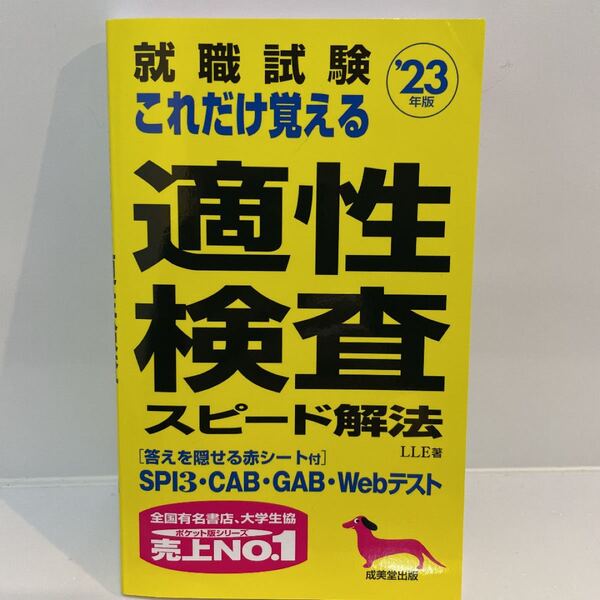 就職試験
'23
年版
これだけ覚える
適性
検査
スピード解法
LLE著
[答えを隠せる赤シート付]
SPI3・CAB・GAB・Webテスト
全国有名書店、大学生協
ポケット版シリーズ
売上NO.1
成美堂出版